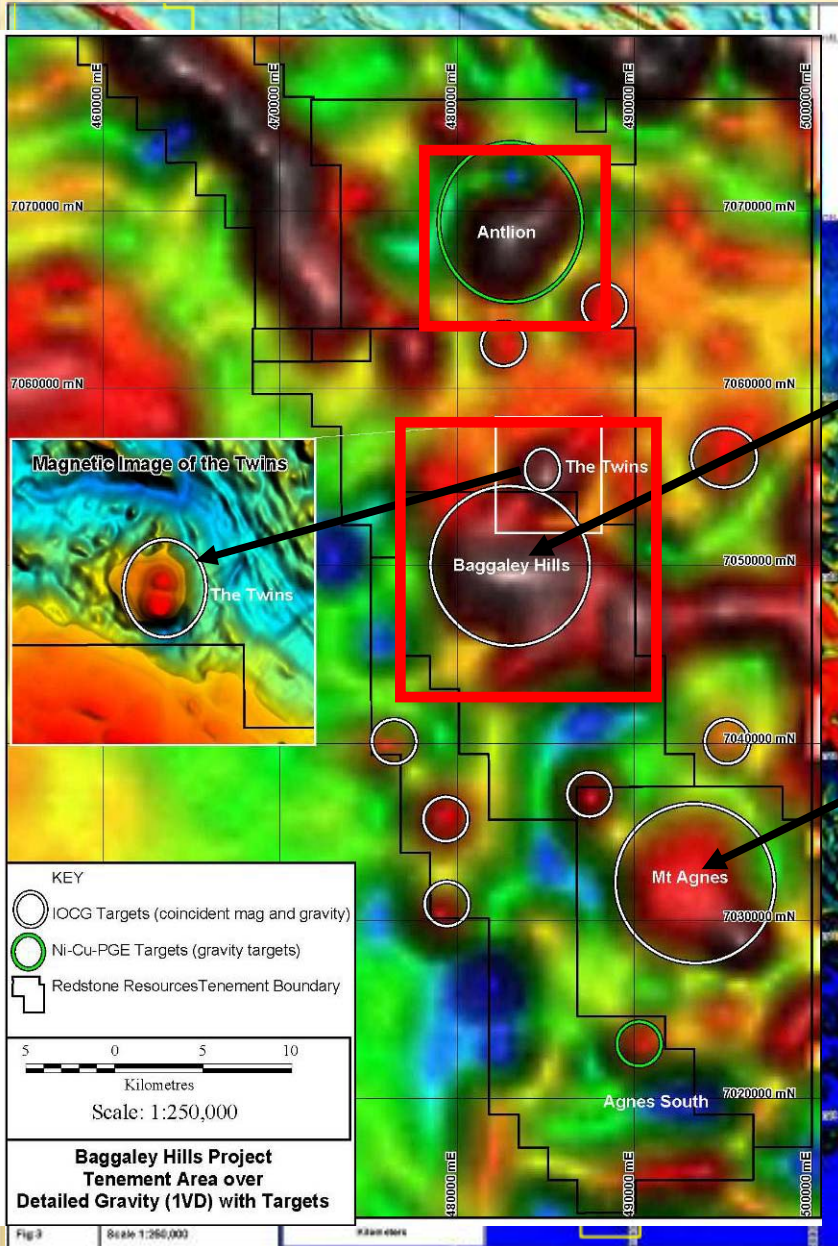 460000 mE
470000 mE
480000 mE
490000 mE
500000 mE
7070000 mN
7070000 mN
Antlion
7060000 mN
7060000 mN
Magnetic Image of the Twins
The Twins
The Twins
Baggaley Hills
7050000 mN
7040000 mN
Mt Agnes
7030000 mN
KEY
IOCG Targets (coincident mag and gravity)
Ni-Cu-PGE Targets (gravity targets)
Redstone ResourcesTenement Boundary
5 0 5 10
Kilometres
Scale: 1:250,000
7020000 mN
Agnes South
Baggaley Hills Project
Tenement Area over
Detailed Gravity (1VD) with Targets
480000 mE
490000 mE
500000 mE
Fig:3
Scale 1:250,000
Kilometers